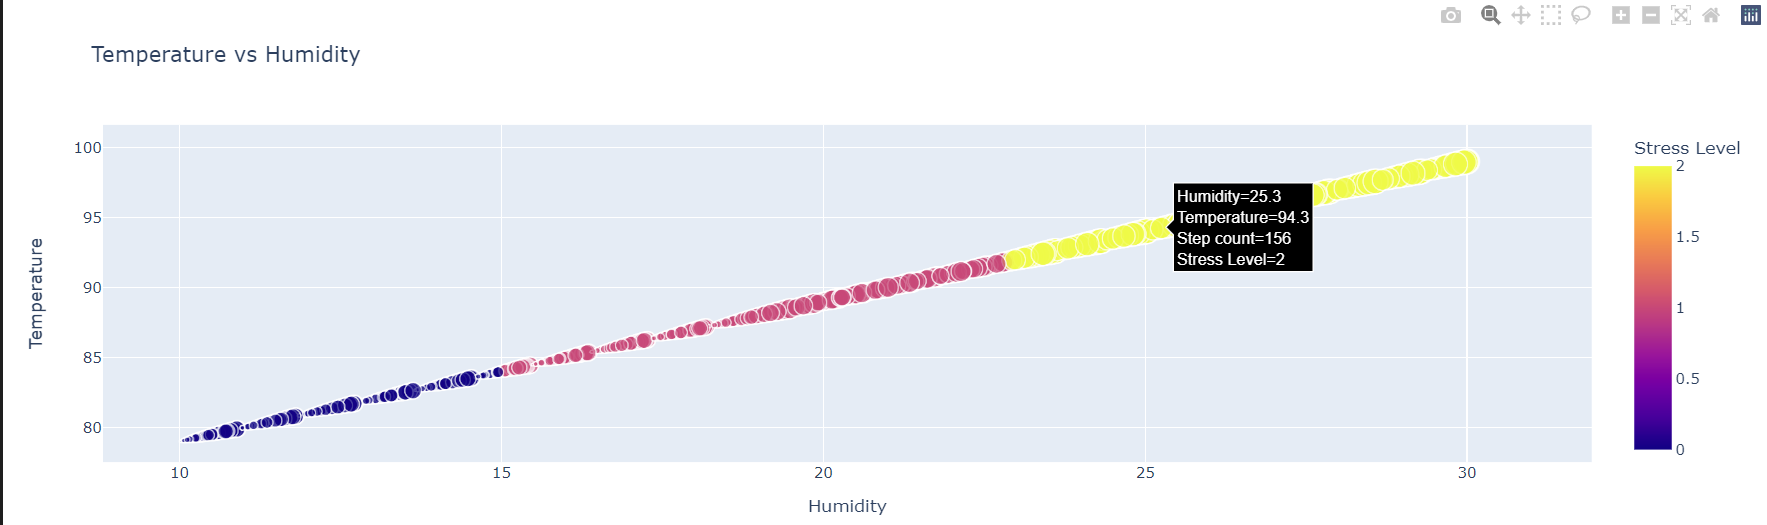 Temperature vs Humidity
Stress Level
100
95
90
85
80
Temperature
Humidity=25.3
Temperature=94.3
Step count=156
Stress Level=2
2
1.5
1
0.5
0
10
15
20
25
30
Humidity